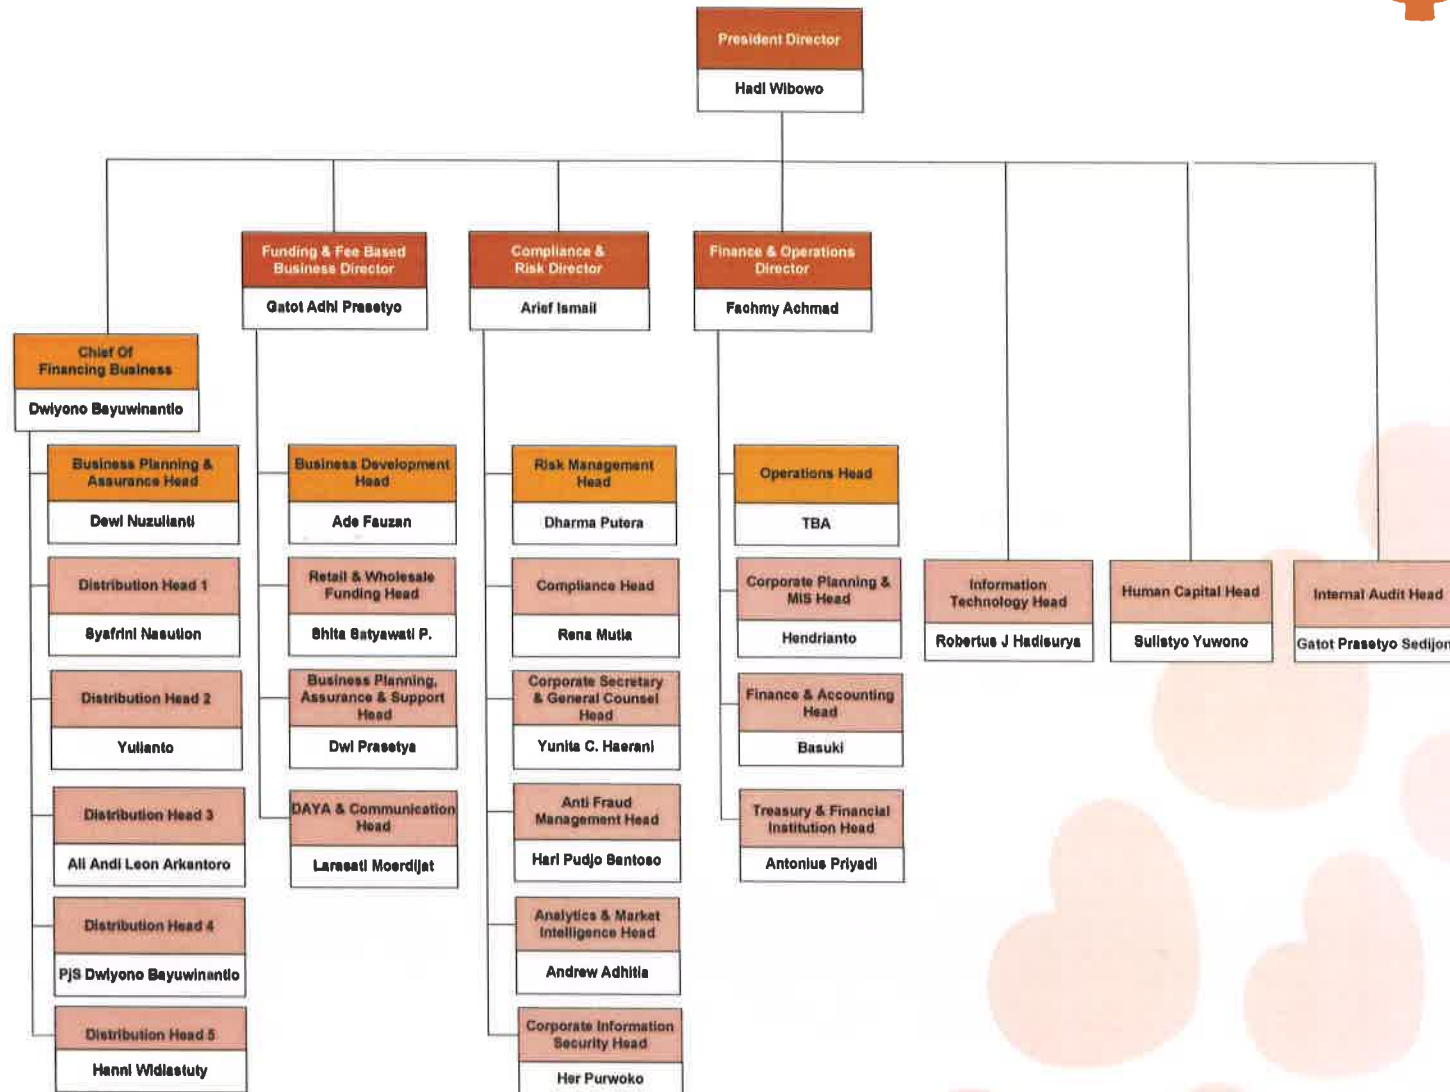 President Director
Hadi Wibowo
Funding & Fee Based
Business Director
Gatot Adhi Prasetyo
Compliance &
Risk Director
Arief Ismail
Finance & Operations
Director
Fachmy Achmad
Chief Of
Financing Business
Dwiyono Bayuwinantio
Business Planning &
Assurance Head
Dewi Nuzulianti
Distribution Head 1
Syafrini Nasution
Distribution Head 2
Yulianto
Distribution Head 3
Ali Andi Leon Arkantoro
Distribution Head 4
PjS Dwiyono Bayuwinantio
Distribution Head 5
Hanni Widiastuty
Business Development
Head
Ade Fauzan
Retail & Wholesale
Funding Head
Shita Satyawati P.
Business Planning,
Assurance & Support
Head
Dwi Prasetya
DAYA & Communication
Head
Larasati Moerdijat
Risk Management
Head
Dharma Putera
Compliance Head
Rena Mutia
Corporate Secretary
& General Counsel
Head
Yunita C. Haerani
Anti Fraud
Management Head
Hari Pudjo Santoso
Analytics & Market
Intelligence Head
Andrew Adhitia
Corporate Information
Security Head
Her Purwoko
Operations Head
TBA
Corporate Planning &
MIS Head
Hendrianto
Finance & Accounting
Head
Basuki
Treasury & Financial
Institution Head
Antonius Priyadi
Information
Technology Head
Robertus J Hadisurya
Human Capital Head
Sulistyo Yuwono
Internal Audit Head
Gatot Prasetyo Sedijon